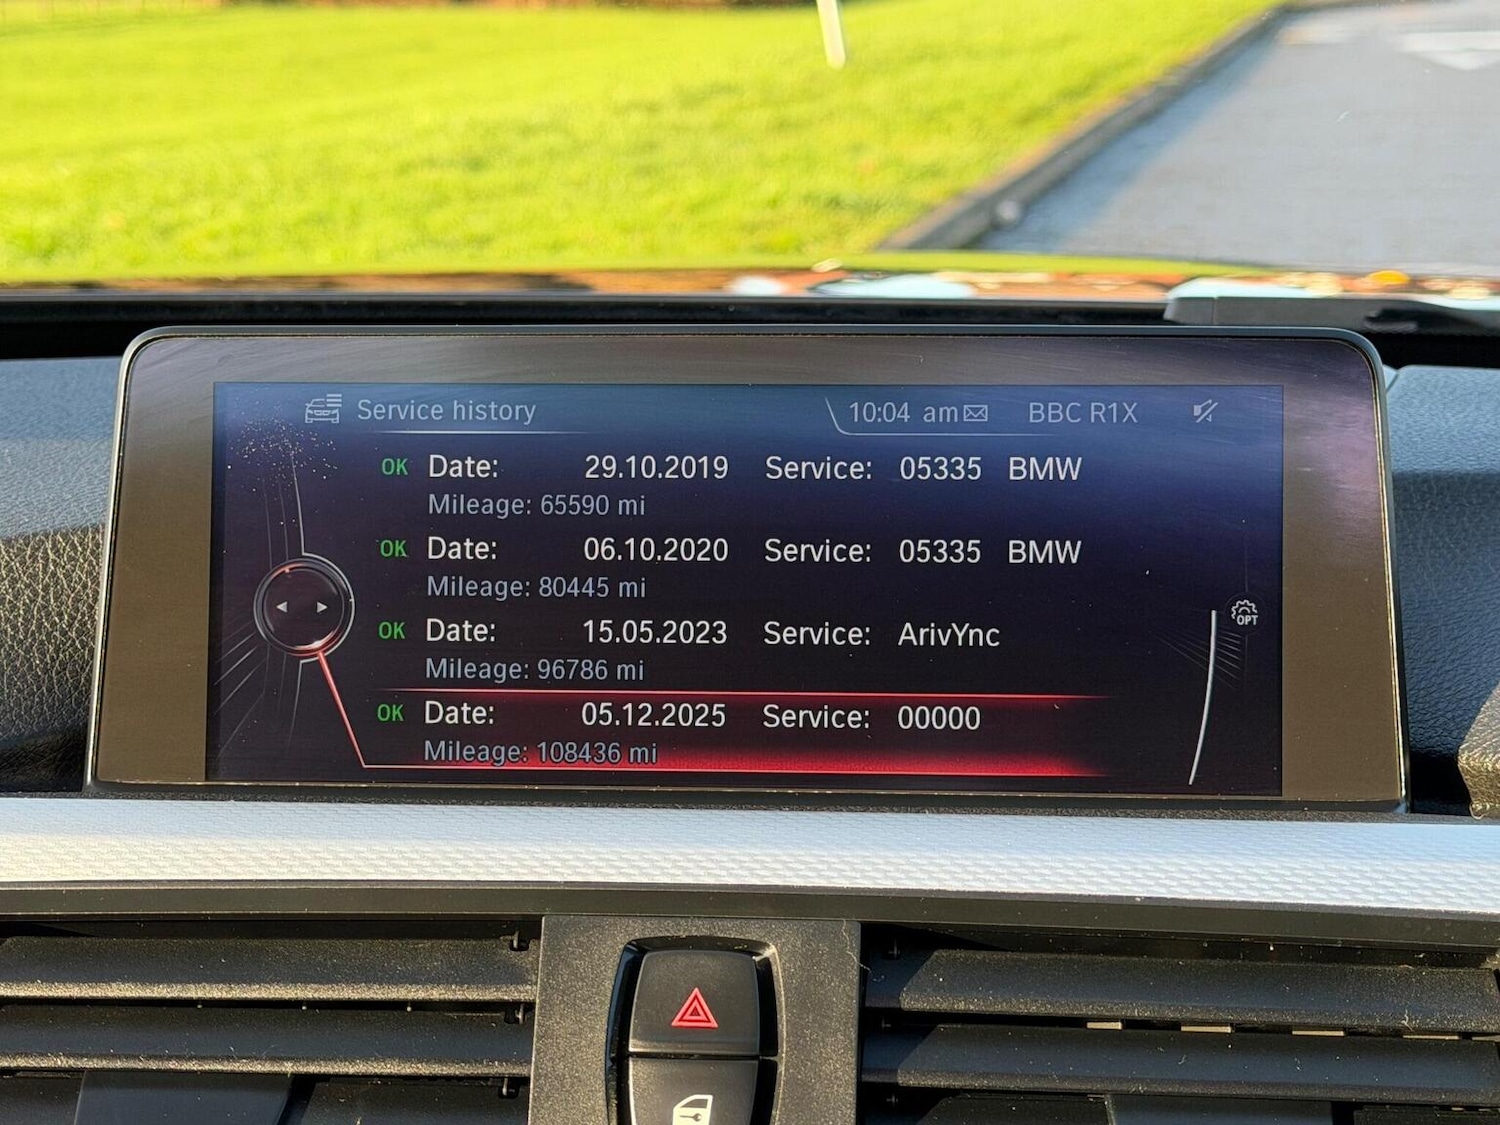 Service history 10:04 am BBC R1X
OK Date: 29.10.2019 Service: 05335 BMW
Mileage: 65590 mi
OK Date: 06.10.2020 Service: 05335 BMW
Mileage: 80445 mi
OPT
OK Date: 15.05.2023 Service: ArivYnc
Mileage: 96786 mi
OK Date: 05.12.2025 Service: 00000
Mileage: 108436 mi